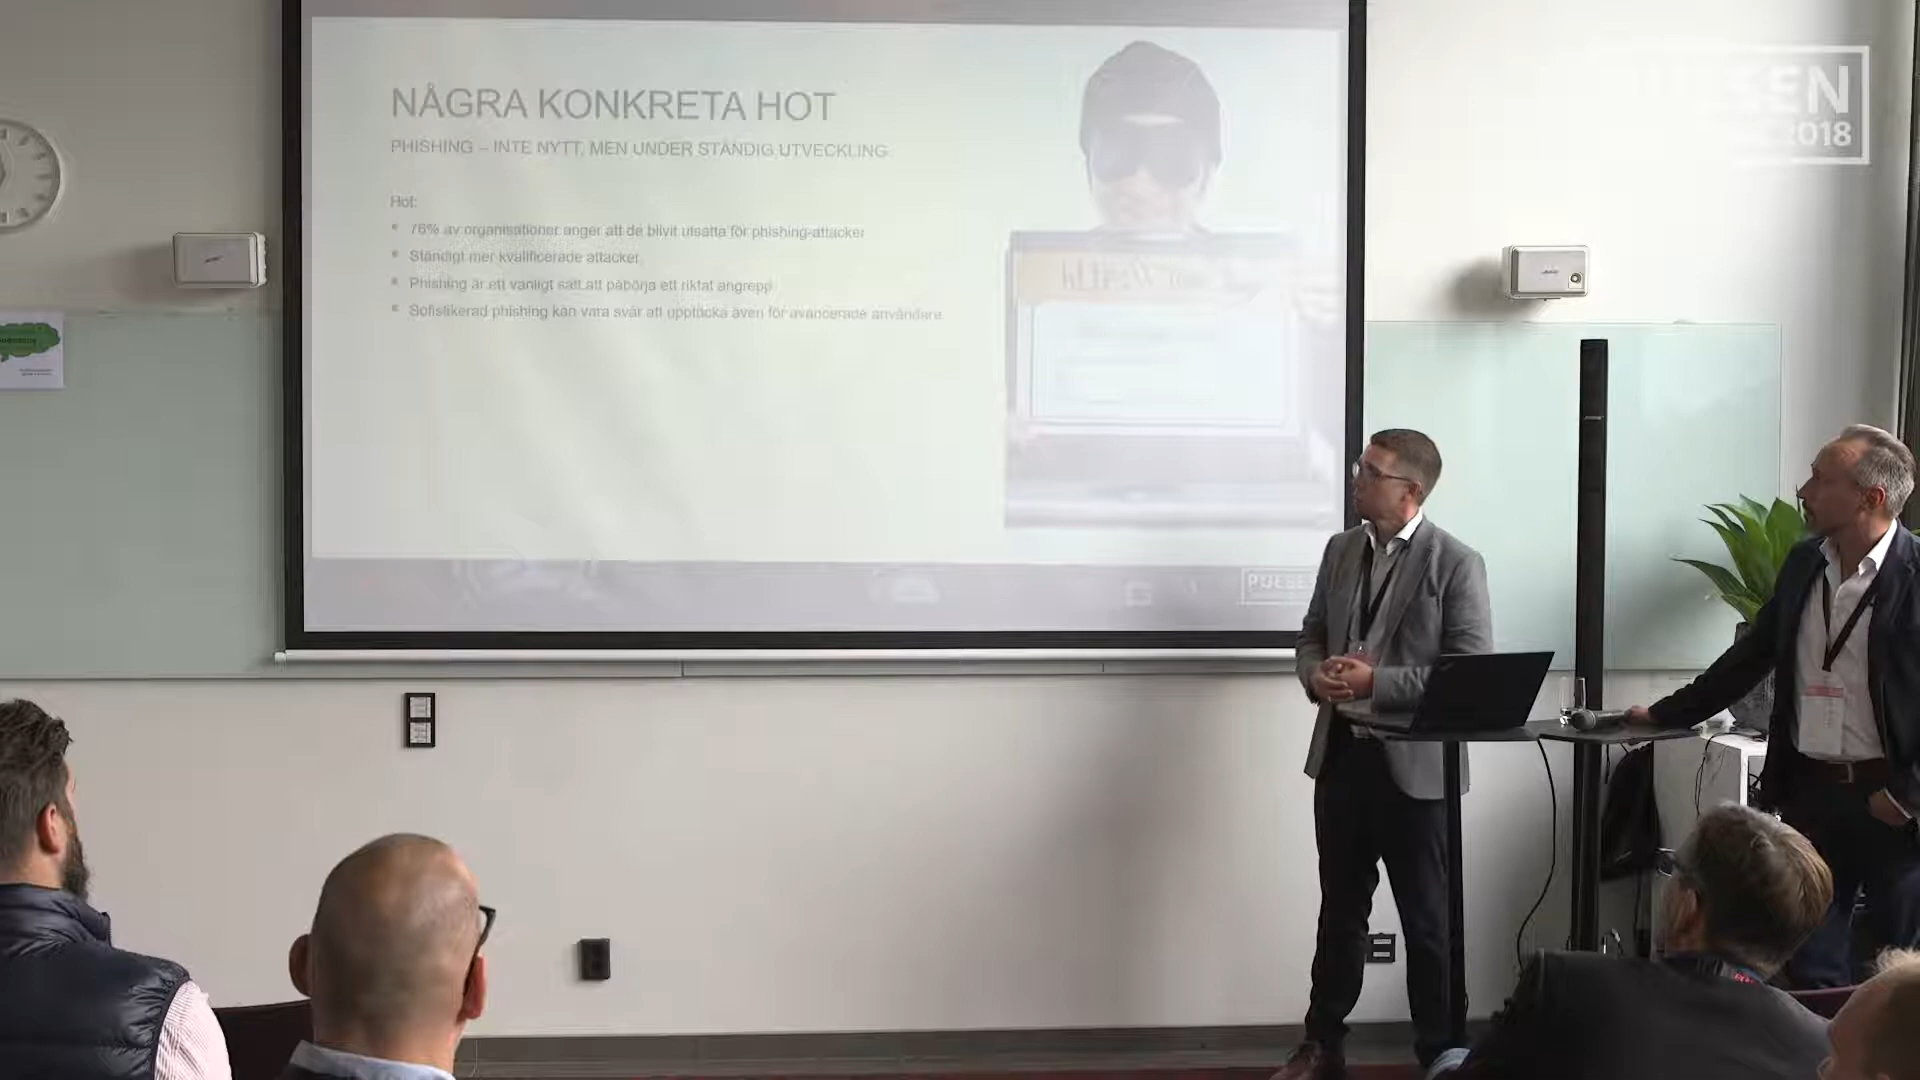 NÅGRA KONKRETA HOT
PHISHING – INTE NYTT, MEN UNDER STÄNDIG UTVECKLING
Hot:
76% av organisationer anger att de blivit utsatta för phishing-attacker
Ständigt mer kvalificerade attacker
Phishing är ett vanligt sätt att påbörja ett riktat angrepp
Sofistikerad phishing kan vara svår att upptäcka även för avancerade användare
2018